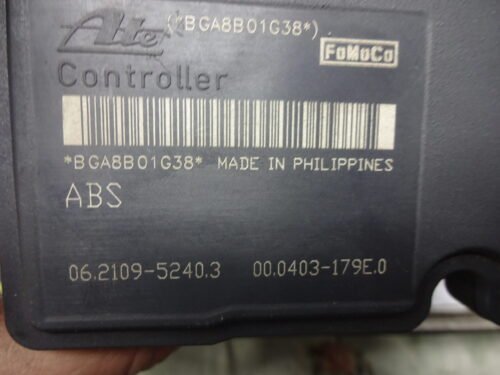 (*BGA8B01G38*)
Ate FoMoCo
Controller
*BGA8B01G38* MADE IN PHILIPPINES
ABS
06.2109-5240.3 00.0403-179E.0